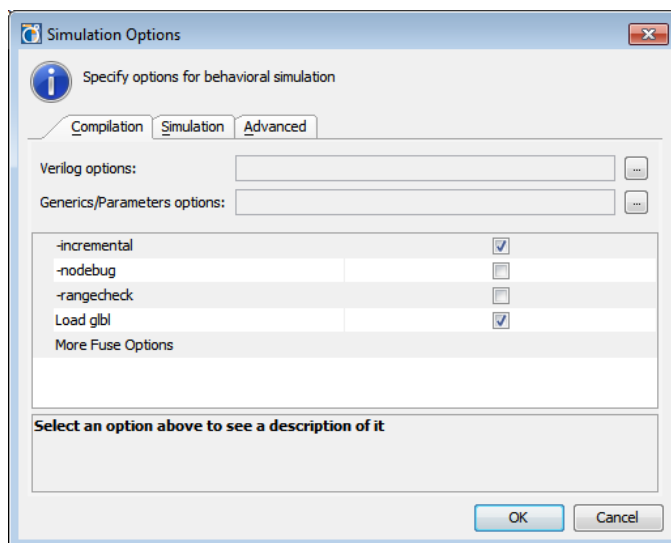 Simulation Options
Specify options for behavioral simulation
Compilation Simulation Advanced
Verilog options: ...
Generics/Parameters options: ...
-incremental
-nodebug
-rangecheck
Load glbl
More Fuse Options
Select an option above to see a description of it
OK Cancel